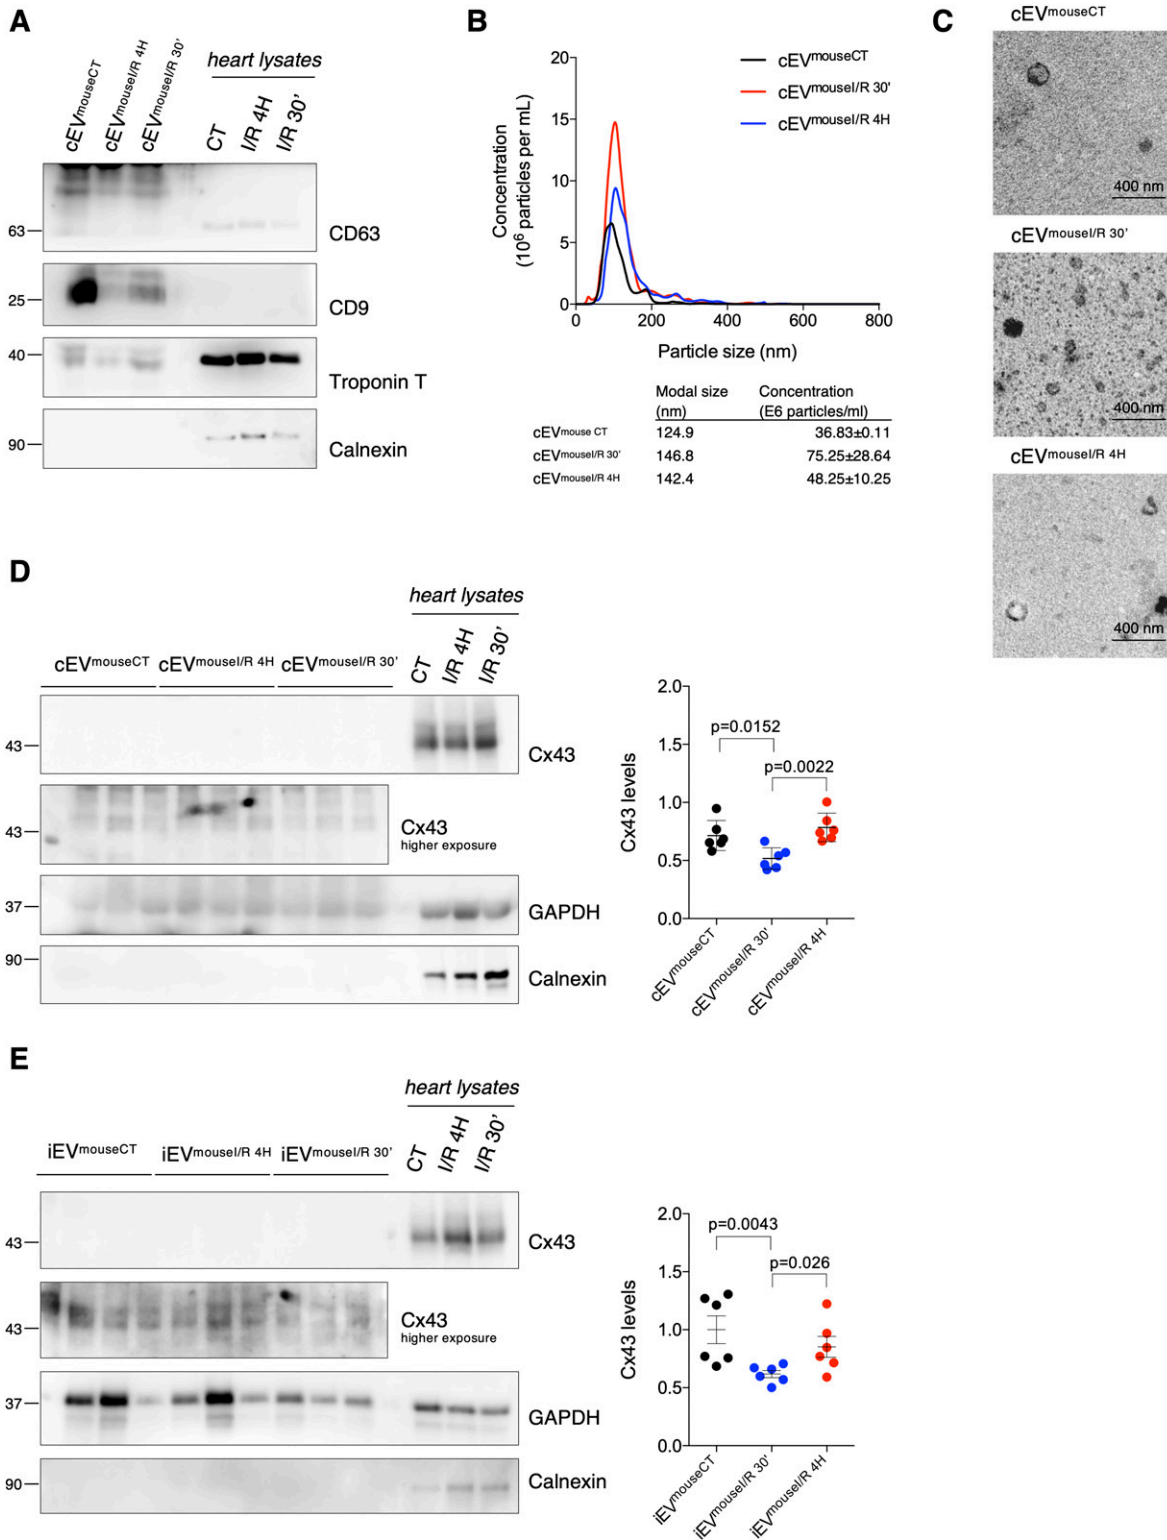 A
cEVmouseCT
cEVmouseI/R 4H
cEVmouseI/R 30'
heart lysates
CT
I/R 4H
I/R 30'
63
CD63
25
CD9
40
Troponin T
90
Calnexin
B
Concentration
(10⁶ particles per mL)
20
15
10
5
0
0
200
400
600
800
Particle size (nm)
cEVmouseCT
cEVmouseI/R 30'
cEVmouseI/R 4H
Modal size Concentration
(nm) (E6 particles/ml)
cEVmouse CT 124.9 36.83±0.11
cEVmouseI/R 30' 146.8 75.25±28.64
cEVmouseI/R 4H 142.4 48.25±10.25
C
cEVmouseCT
400 nm
cEVmouseI/R 30'
400 nm
cEVmouseI/R 4H
400 nm
D
cEVmouseCT cEVmouseI/R 4H cEVmouseI/R 30'
heart lysates
CT
I/R 4H
I/R 30'
43
Cx43
43
Cx43
higher exposure
37
GAPDH
90
Calnexin
Cx43 levels
2.0
1.5
1.0
0.5
0.0
p=0.0152
p=0.0022
cEVmouseCT
cEVmouseI/R 30'
cEVmouseI/R 4H
E
iEVmouseCT iEVmouseI/R 4H iEVmouseI/R 30'
heart lysates
CT
I/R 4H
I/R 30'
43
Cx43
43
Cx43
higher exposure
37
GAPDH
90
Calnexin
Cx43 levels
2.0
1.5
1.0
0.5
0.0
p=0.0043
p=0.026
iEVmouseCT
iEVmouseI/R 30'
iEVmouseI/R 4H